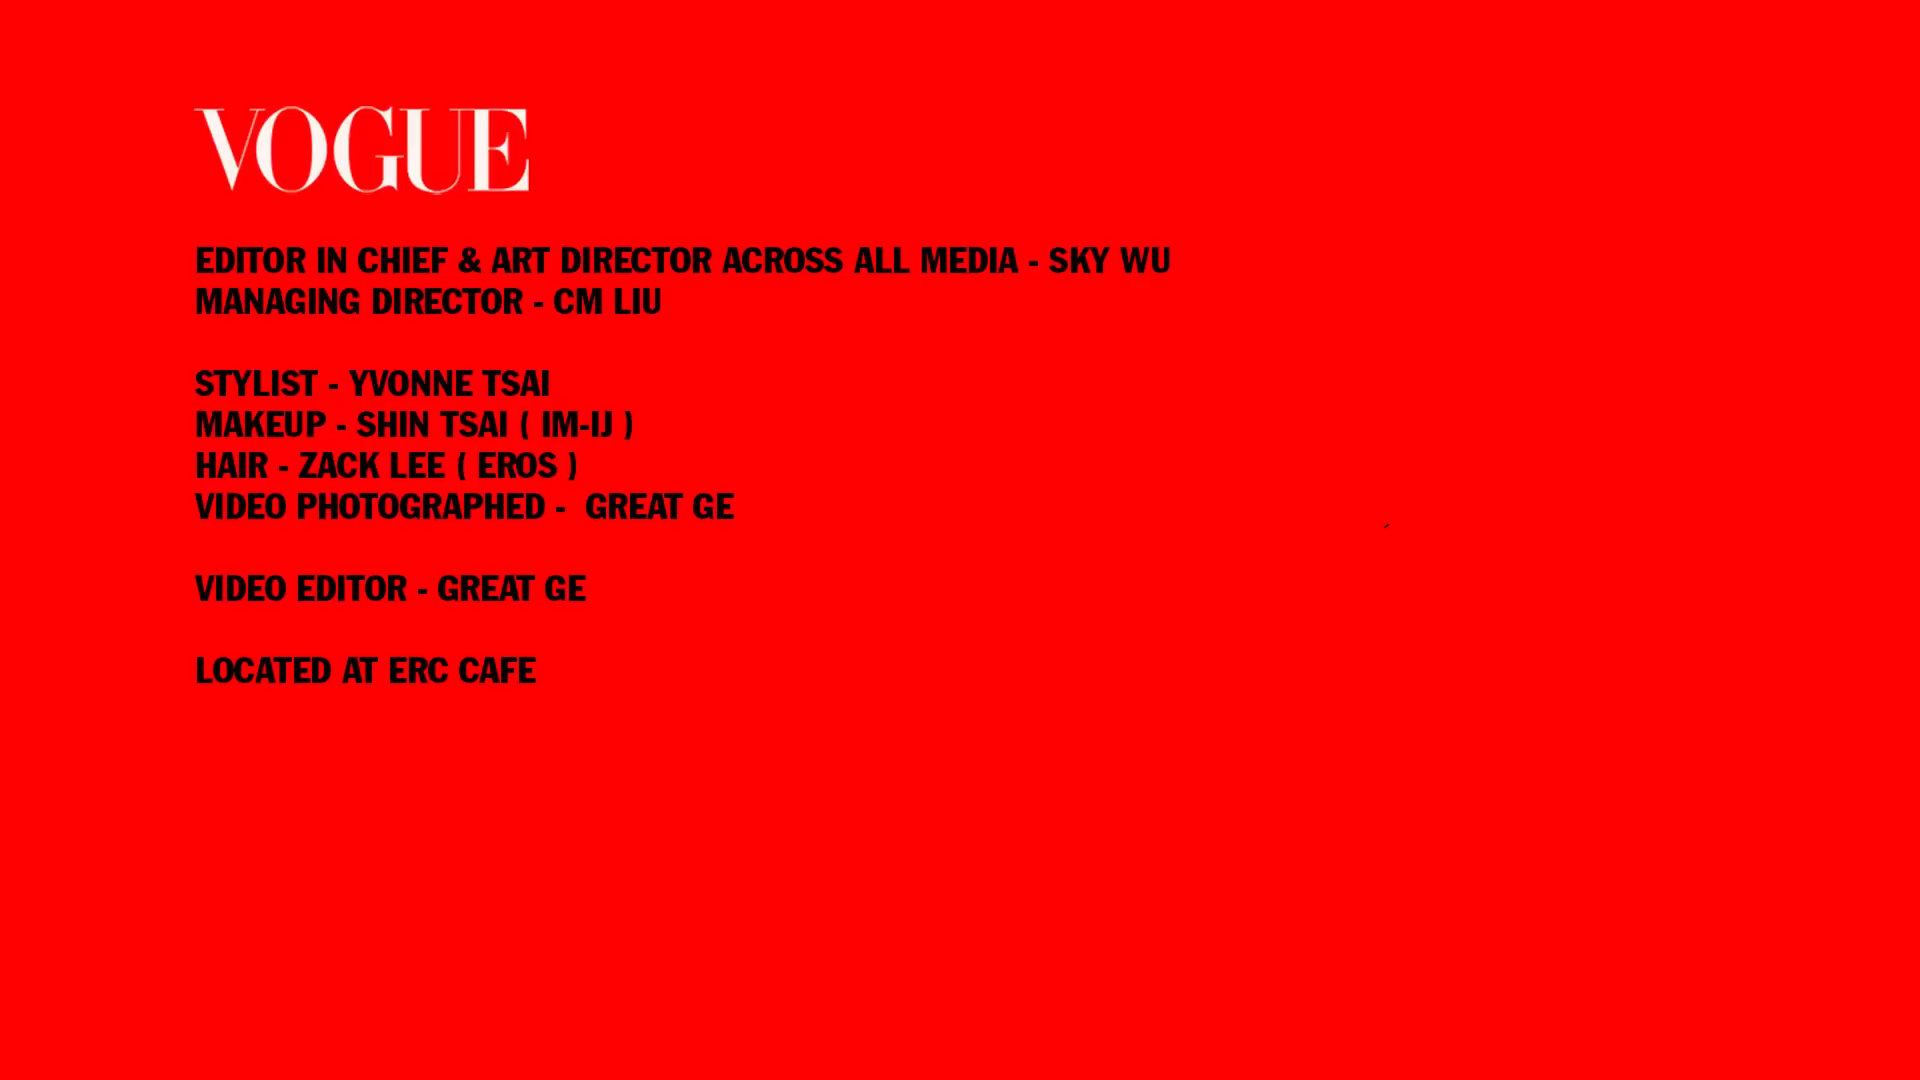 VOGUE
EDITOR IN CHIEF & ART DIRECTOR ACROSS ALL MEDIA - SKY WU
MANAGING DIRECTOR - CM LIU
STYLIST - YVONNE TSAI
MAKEUP - SHIN TSAI ( IM-IJ )
HAIR - ZACK LEE ( EROS )
VIDEO PHOTOGRAPHED -  GREAT GE
VIDEO EDITOR - GREAT GE
LOCATED AT ERC CAFE